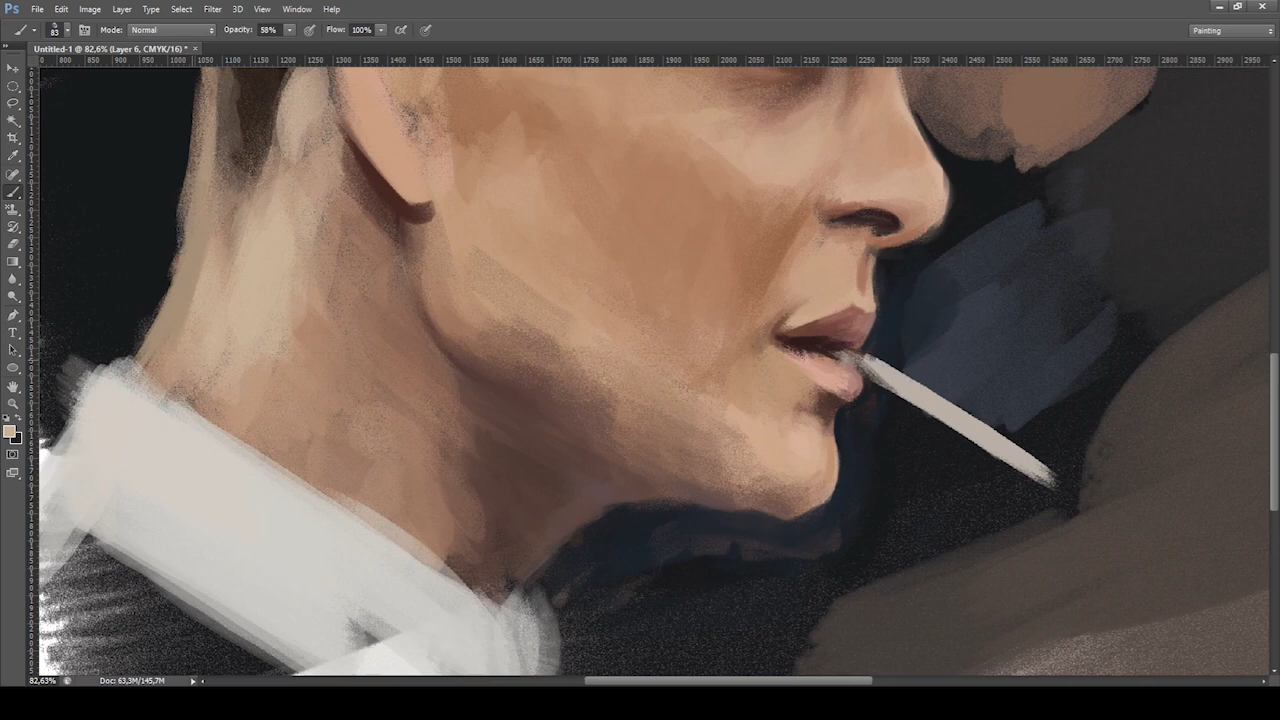 Ps File Edit Image Layer Type Select Filter 3D View Window Help
83 Mode: Normal Opacity: 58% Flow: 100% Painting
Untitled-1 @ 82,6% (Layer 6, CMYK/16) * ×
0 800 850 900 950 1000 1050 1100 1150 1200 1250 1300 1350 1400 1450 1500 1550 1600 1650 1700 1750 1800 1850 1900 1950 2000 2050 2100 2150 2200 2250 2300 2350 2400 2450 2500 2550 2600 2650 2700 2750 2800 2850 2900 2950
82,63% Doc: 63,3M/145,7M